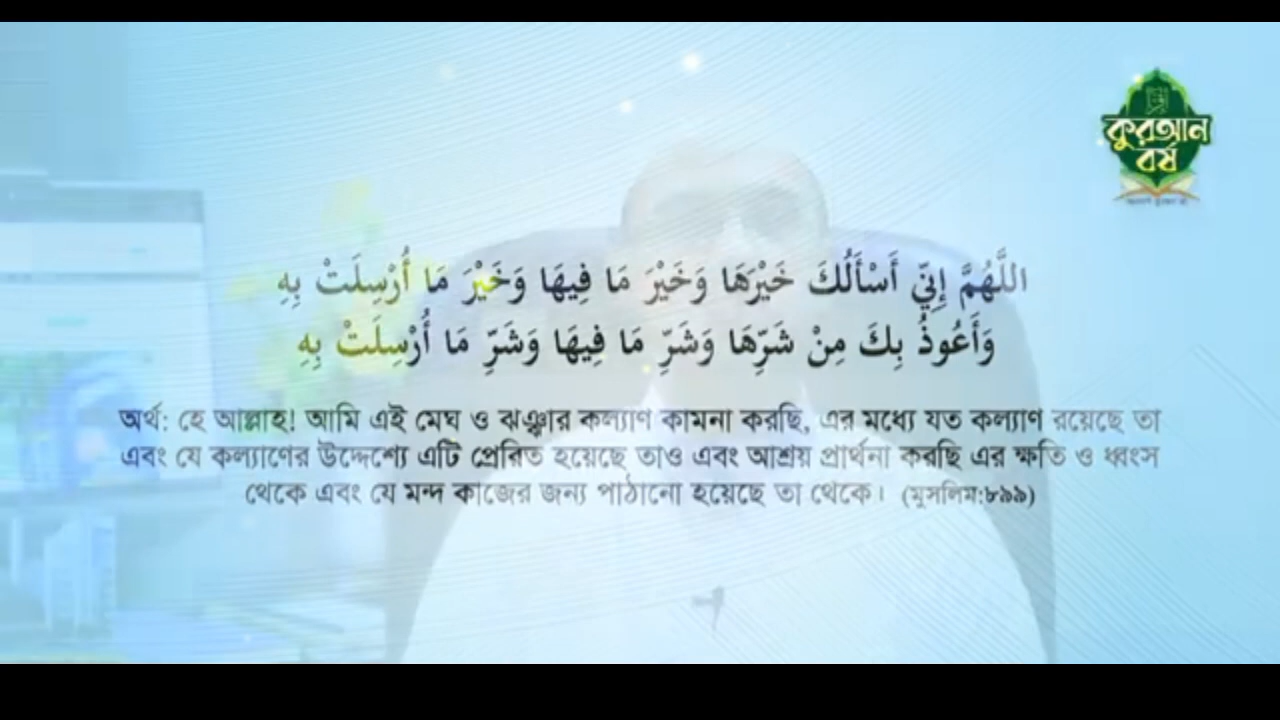 কুরআন
বর্ষ
اللَّهُمَّ إِنِّي أَسْأَلُكَ خَيْرَهَا وَخَيْرَ مَا فِيهَا وَخَيْرَ مَا أُرْسِلَتْ بِهِ
وَأَعُوذُ بِكَ مِنْ شَرِّهَا وَشَرِّ مَا فِيهَا وَشَرِّ مَا أُرْسِلَتْ بِهِ
অর্থ: হে আল্লাহ! আমি এই মেঘ ও ঝঞ্ঝার কল্যাণ কামনা করছি, এর মধ্যে যত কল্যাণ রয়েছে তা
এবং যে কল্যাণের উদ্দেশ্যে এটি প্রেরিত হয়েছে তাও এবং আশ্রয় প্রার্থনা করছি এর ক্ষতি ও ধ্বংস
থেকে এবং যে মন্দ কাজের জন্য পাঠানো হয়েছে তা থেকে। (মুসলিম:৮৯৯)